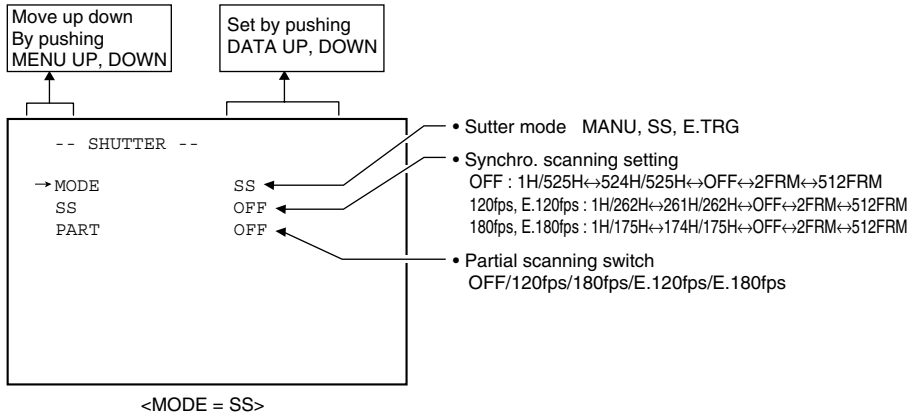 Move up down
By pushing
MENU UP, DOWN
Set by pushing
DATA UP, DOWN
-- SHUTTER --
→MODE SS
SS OFF
PART OFF
• Sutter mode MANU, SS, E.TRG
• Synchro. scanning setting
OFF : 1H/525H↔524H/525H↔OFF↔2FRM↔512FRM
120fps, E.120fps : 1H/262H↔261H/262H↔OFF↔2FRM↔512FRM
180fps, E.180fps : 1H/175H↔174H/175H↔OFF↔2FRM↔512FRM
• Partial scanning switch
OFF/120fps/180fps/E.120fps/E.180fps
<MODE = SS>